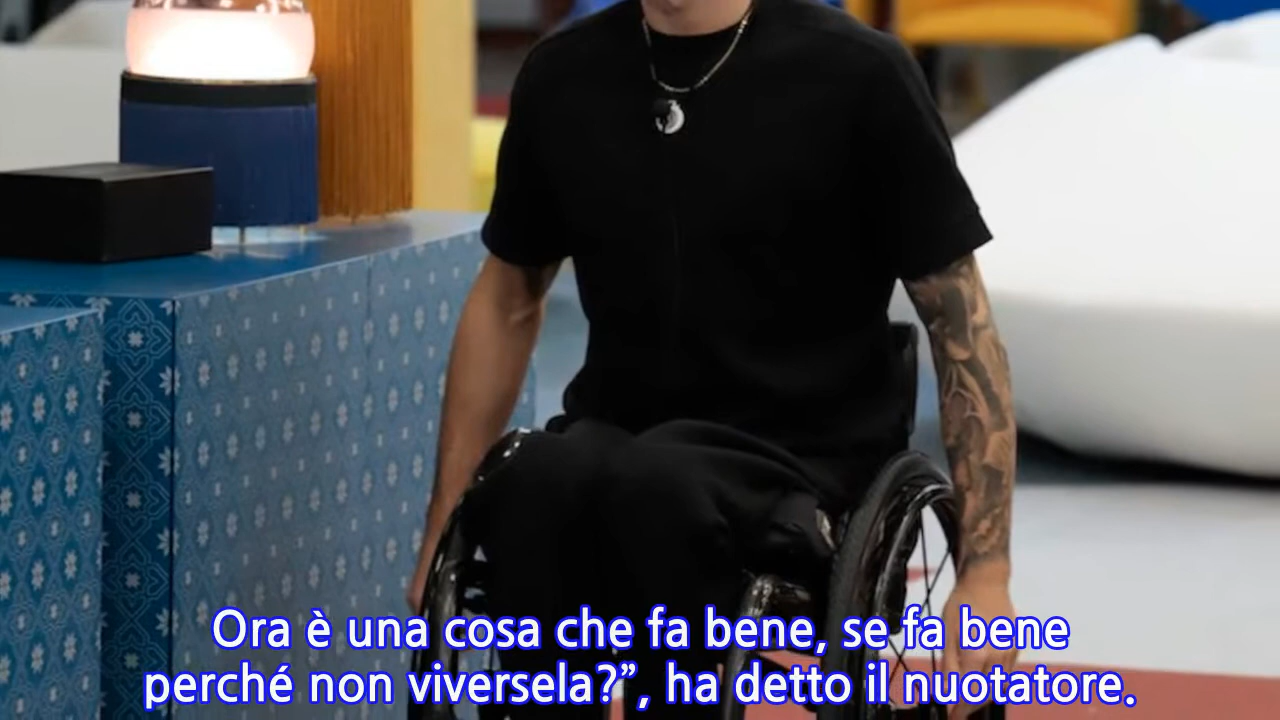 Ora è una cosa che fa bene, se fa bene
perché non viversela?”, ha detto il nuotatore.